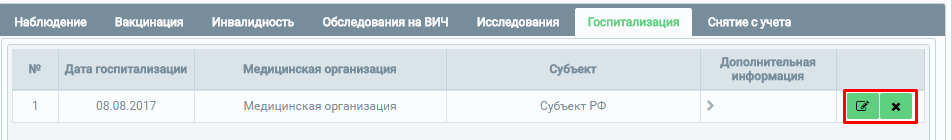 Наблюдение Вакцинация Инвалидность Обследования на ВИЧ Исследования Госпитализация Снятие с учета
№ Дата госпитализации Медицинская организация Субъект Дополнительная информация
1 08.08.2017 Медицинская организация Субъект РФ